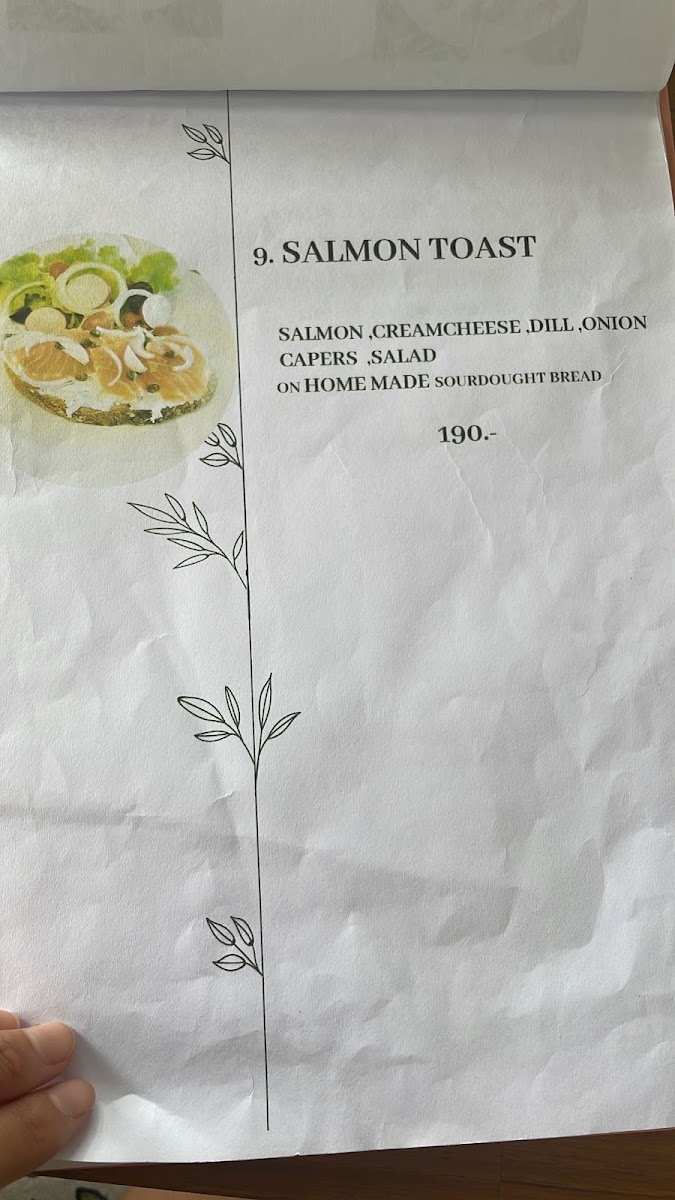 9. SALMON TOAST
SALMON ,CREAMCHEESE ,DILL ,ONION
CAPERS ,SALAD
ON HOME MADE SOURDOUGHT BREAD
190.-